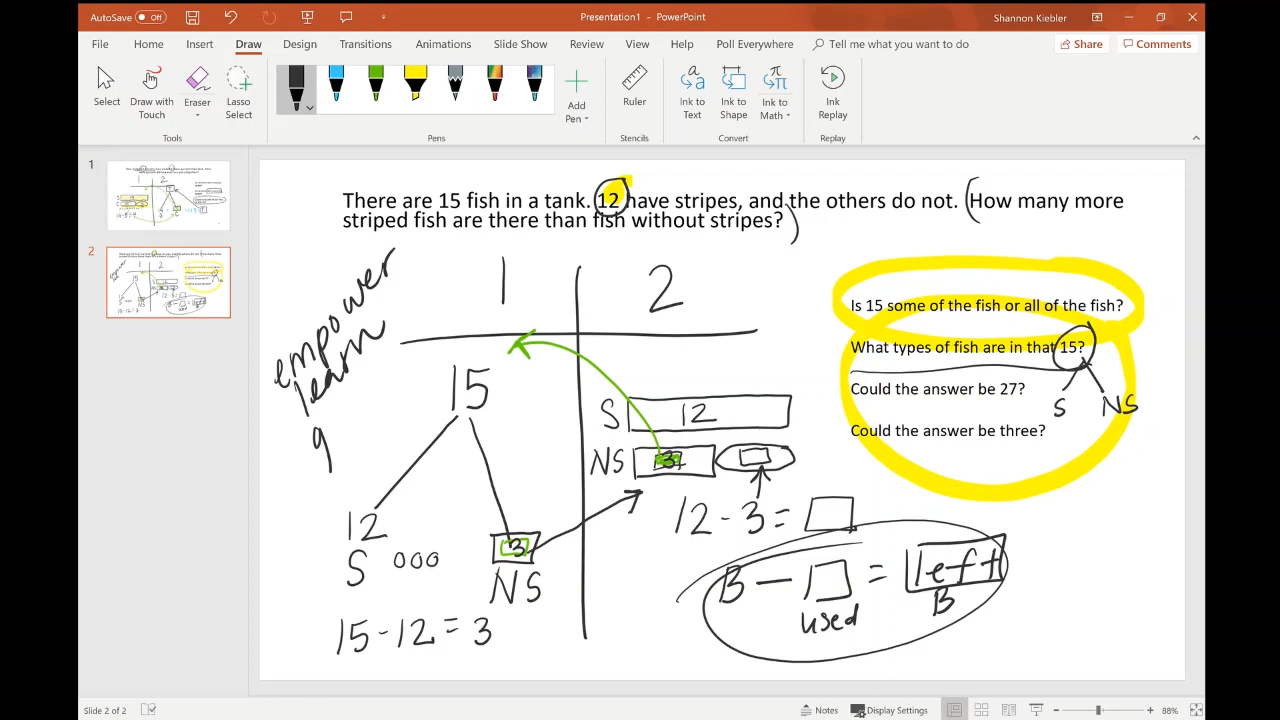 AutoSave Off
Presentation1 - PowerPoint
Shannon Kiebler
File Home Insert Draw Design Transitions Animations Slide Show Review View Help Poll Everywhere Tell me what you want to do Share Comments
Select
Draw with Touch
Eraser
Lasso Select
Add Pen
Ruler
Ink to Text
Ink to Shape
Ink to Math
Ink Replay
Tools Pens Stencils Convert Replay
1
2
There are 15 fish in a tank. 12 have stripes, and the others do not. (How many more
striped fish are there than fish without stripes?)
empower
learn
9
1 2
15
12
S 000
3
NS
15-12=3
S 12
NS 3
12-3=
B - = left
used B
Is 15 some of the fish or all of the fish?
What types of fish are in that 15?
S NS
Could the answer be 27?
Could the answer be three?
Slide 2 of 2
Notes
Display Settings
88%